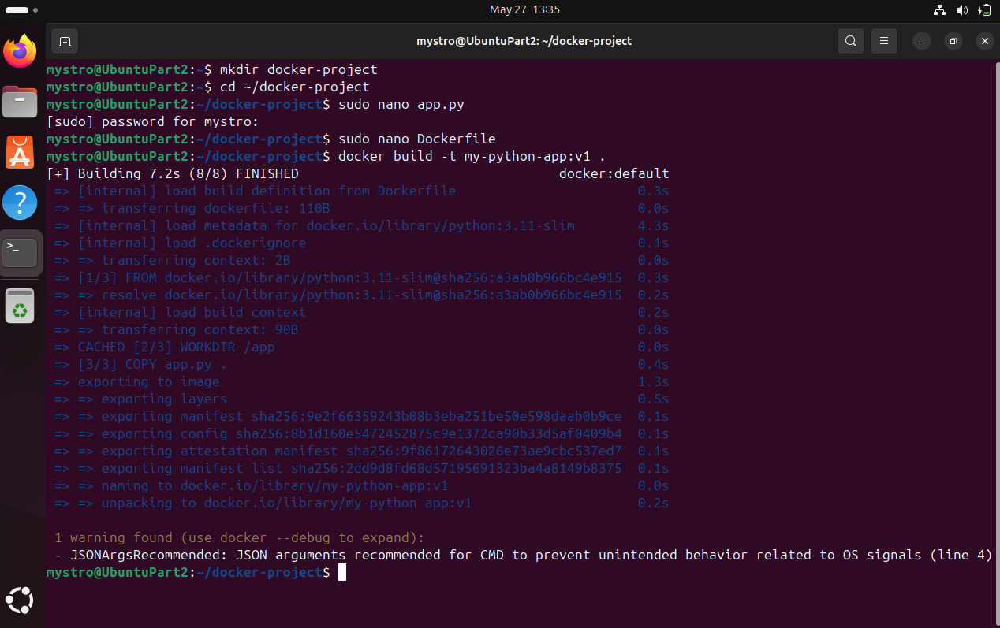 May 27 13:35
mystro@UbuntuPart2: ~/docker-project
mystro@UbuntuPart2:~$ mkdir docker-project
mystro@UbuntuPart2:~$ cd ~/docker-project
mystro@UbuntuPart2:~/docker-project$ sudo nano app.py
[sudo] password for mystro:
mystro@UbuntuPart2:~/docker-project$ sudo nano Dockerfile
mystro@UbuntuPart2:~/docker-project$ docker build -t my-python-app:v1 .
[+] Building 7.2s (8/8) FINISHED docker:default
=> [internal] load build definition from Dockerfile 0.3s
=> => transferring dockerfile: 110B 0.0s
=> [internal] load metadata for docker.io/library/python:3.11-slim 4.3s
=> [internal] load .dockerignore 0.1s
=> => transferring context: 2B 0.0s
=> [1/3] FROM docker.io/library/python:3.11-slim@sha256:a3ab0b966bc4e915 0.3s
=> => resolve docker.io/library/python:3.11-slim@sha256:a3ab0b966bc4e915 0.2s
=> [internal] load build context 0.2s
=> => transferring context: 90B 0.0s
=> CACHED [2/3] WORKDIR /app 0.0s
=> [3/3] COPY app.py . 0.4s
=> exporting to image 1.3s
=> => exporting layers 0.5s
=> => exporting manifest sha256:9e2f66359243b08b3eba251be50e598daab0b9ce 0.1s
=> => exporting config sha256:8b1d160e5472452875c9e1372ca90b33d5af0409b4 0.1s
=> => exporting attestation manifest sha256:9f86172643026e73ae9cbc537ed7 0.1s
=> => exporting manifest list sha256:2dd9d8fd68d57195691323ba4a8149b8375 0.1s
=> => naming to docker.io/library/my-python-app:v1 0.0s
=> => unpacking to docker.io/library/my-python-app:v1 0.2s
1 warning found (use docker --debug to expand):
- JSONArgsRecommended: JSON arguments recommended for CMD to prevent unintended behavior related to OS signals (line 4)
mystro@UbuntuPart2:~/docker-project$